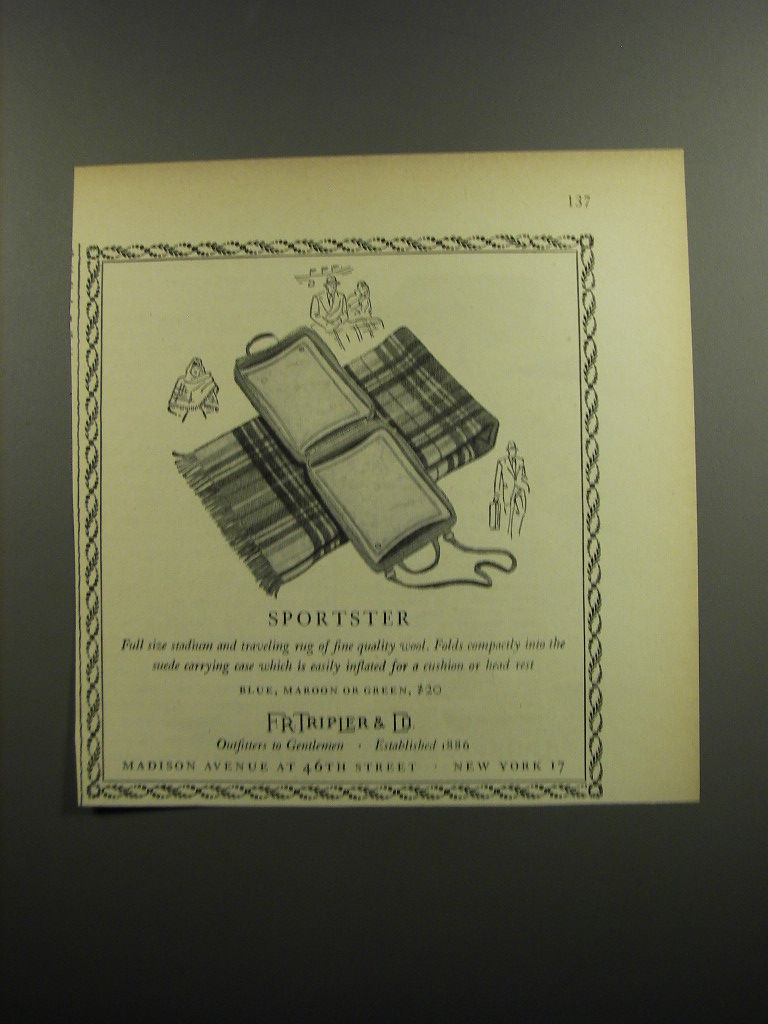 137
SPORTSTER
Full size stadium and traveling rug of fine quality wool. Folds compactly into the
suede carrying case which is easily inflated for a cushion or head rest
BLUE, MAROON OR GREEN, $20
F.R. TRIPLER & CO.
Outfitters to Gentlemen · Established 1886
MADISON AVENUE AT 46TH STREET · NEW YORK 17